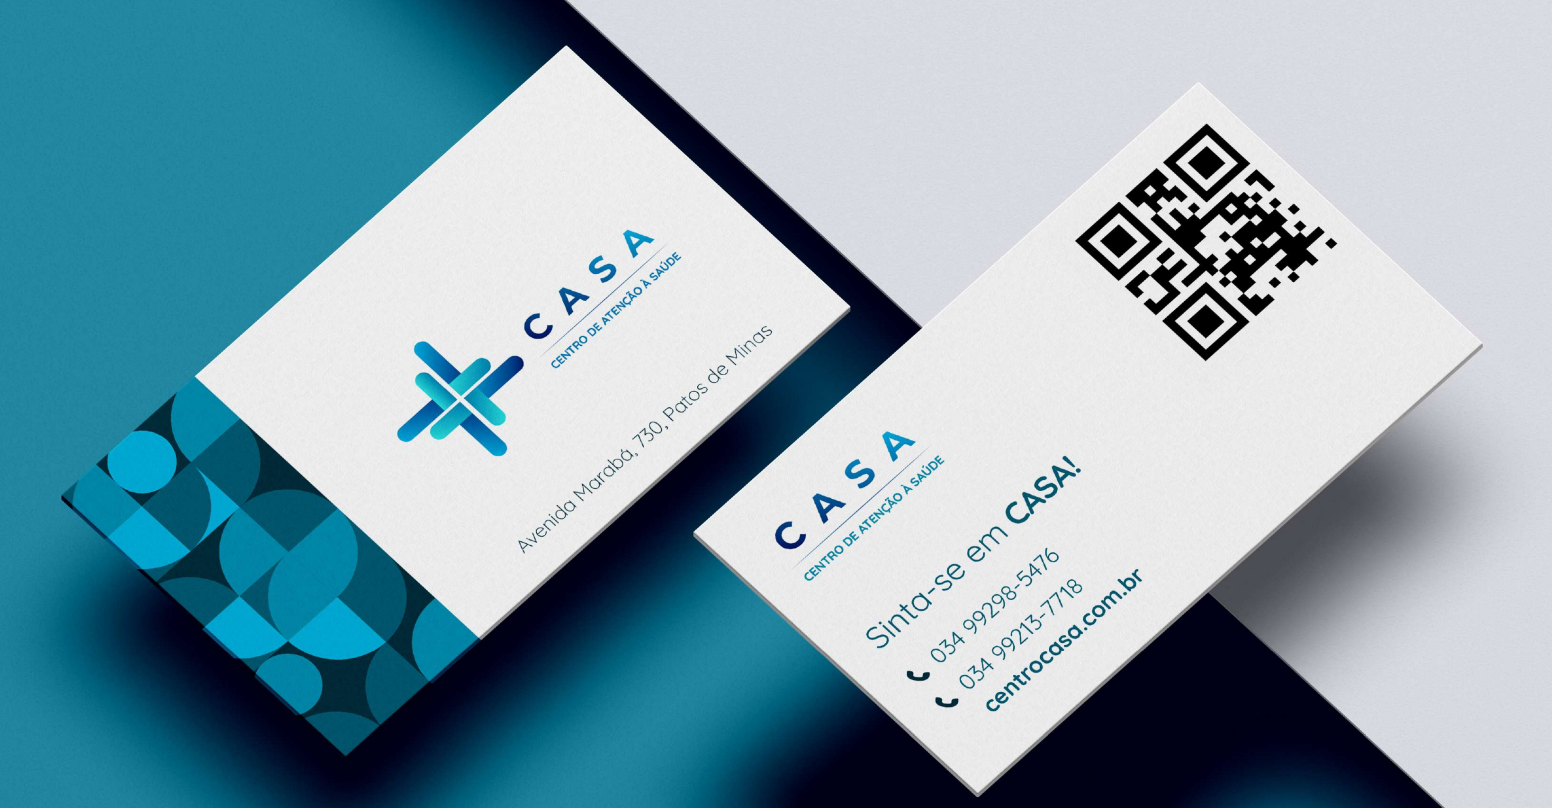 CASA
CENTRO DE ATENÇÃO À SAÚDE
Avenida Marabá, 730, Patos de Minas
CASA
CENTRO DE ATENÇÃO À SAÚDE
Sinta-se em CASA!
034 99298-5476
034 99213-7718
centrocasa.com.br